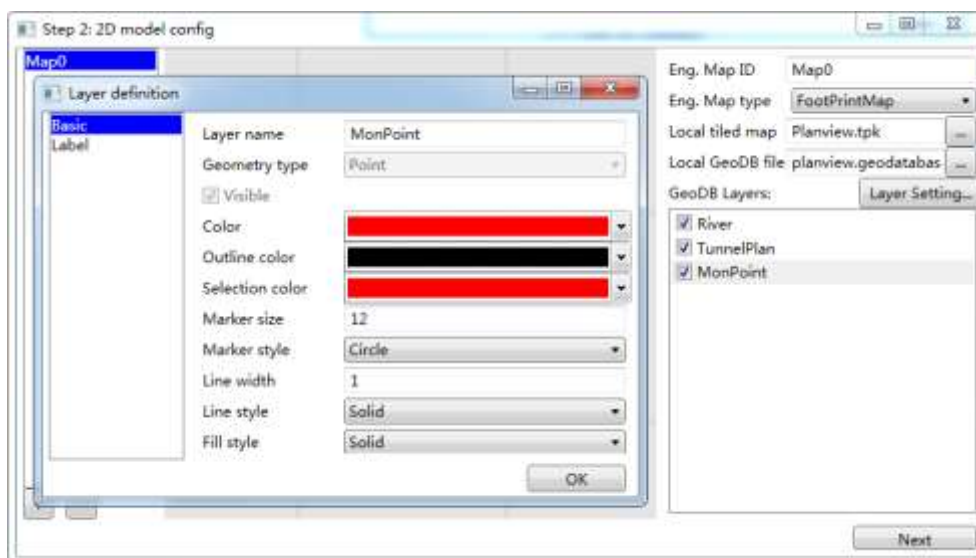 Step 2: 2D model config
Map0
Layer definition
Basic
Label
Layer name MonPoint
Geometry type Point
Visible
Color
Outline color
Selection color
Marker size 12
Marker style Circle
Line width 1
Line style Solid
Fill style Solid
OK
Eng. Map ID Map0
Eng. Map type FootPrintMap
Local tiled map Planview.tpk ...
Local GeoDB file planview.geodatabas ...
GeoDB Layers: Layer Setting...
River
TunnelPlan
MonPoint
Next